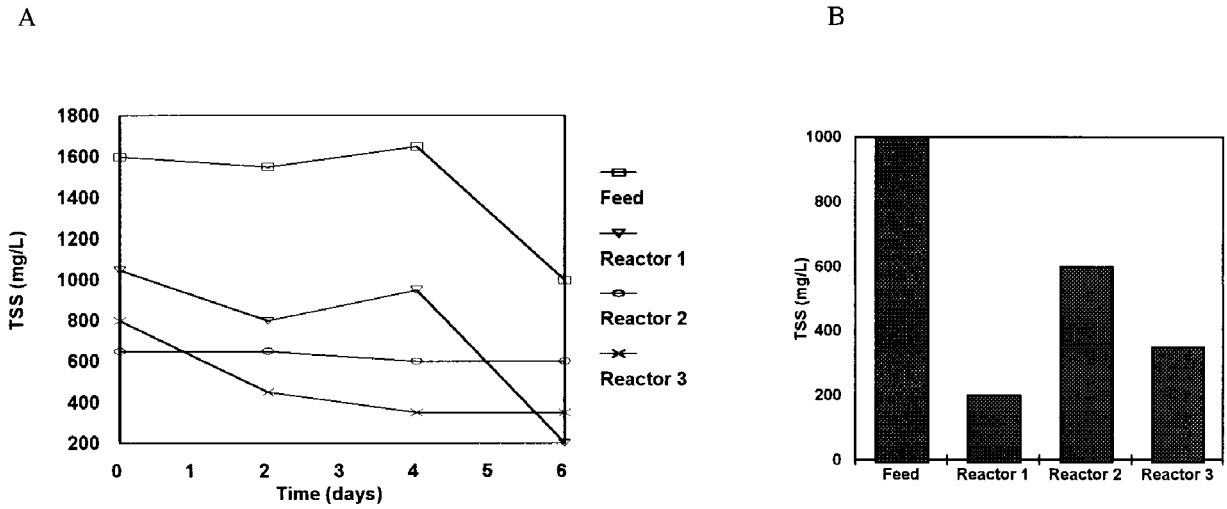 A
B
1800
1600
1400
1200
1000
800
600
400
200
TSS (mg/L)
0 1 2 3 4 5 6
Time (days)
Feed
Reactor 1
Reactor 2
Reactor 3
1000
800
600
400
200
0
TSS (mg/L)
Feed Reactor 1 Reactor 2 Reactor 3